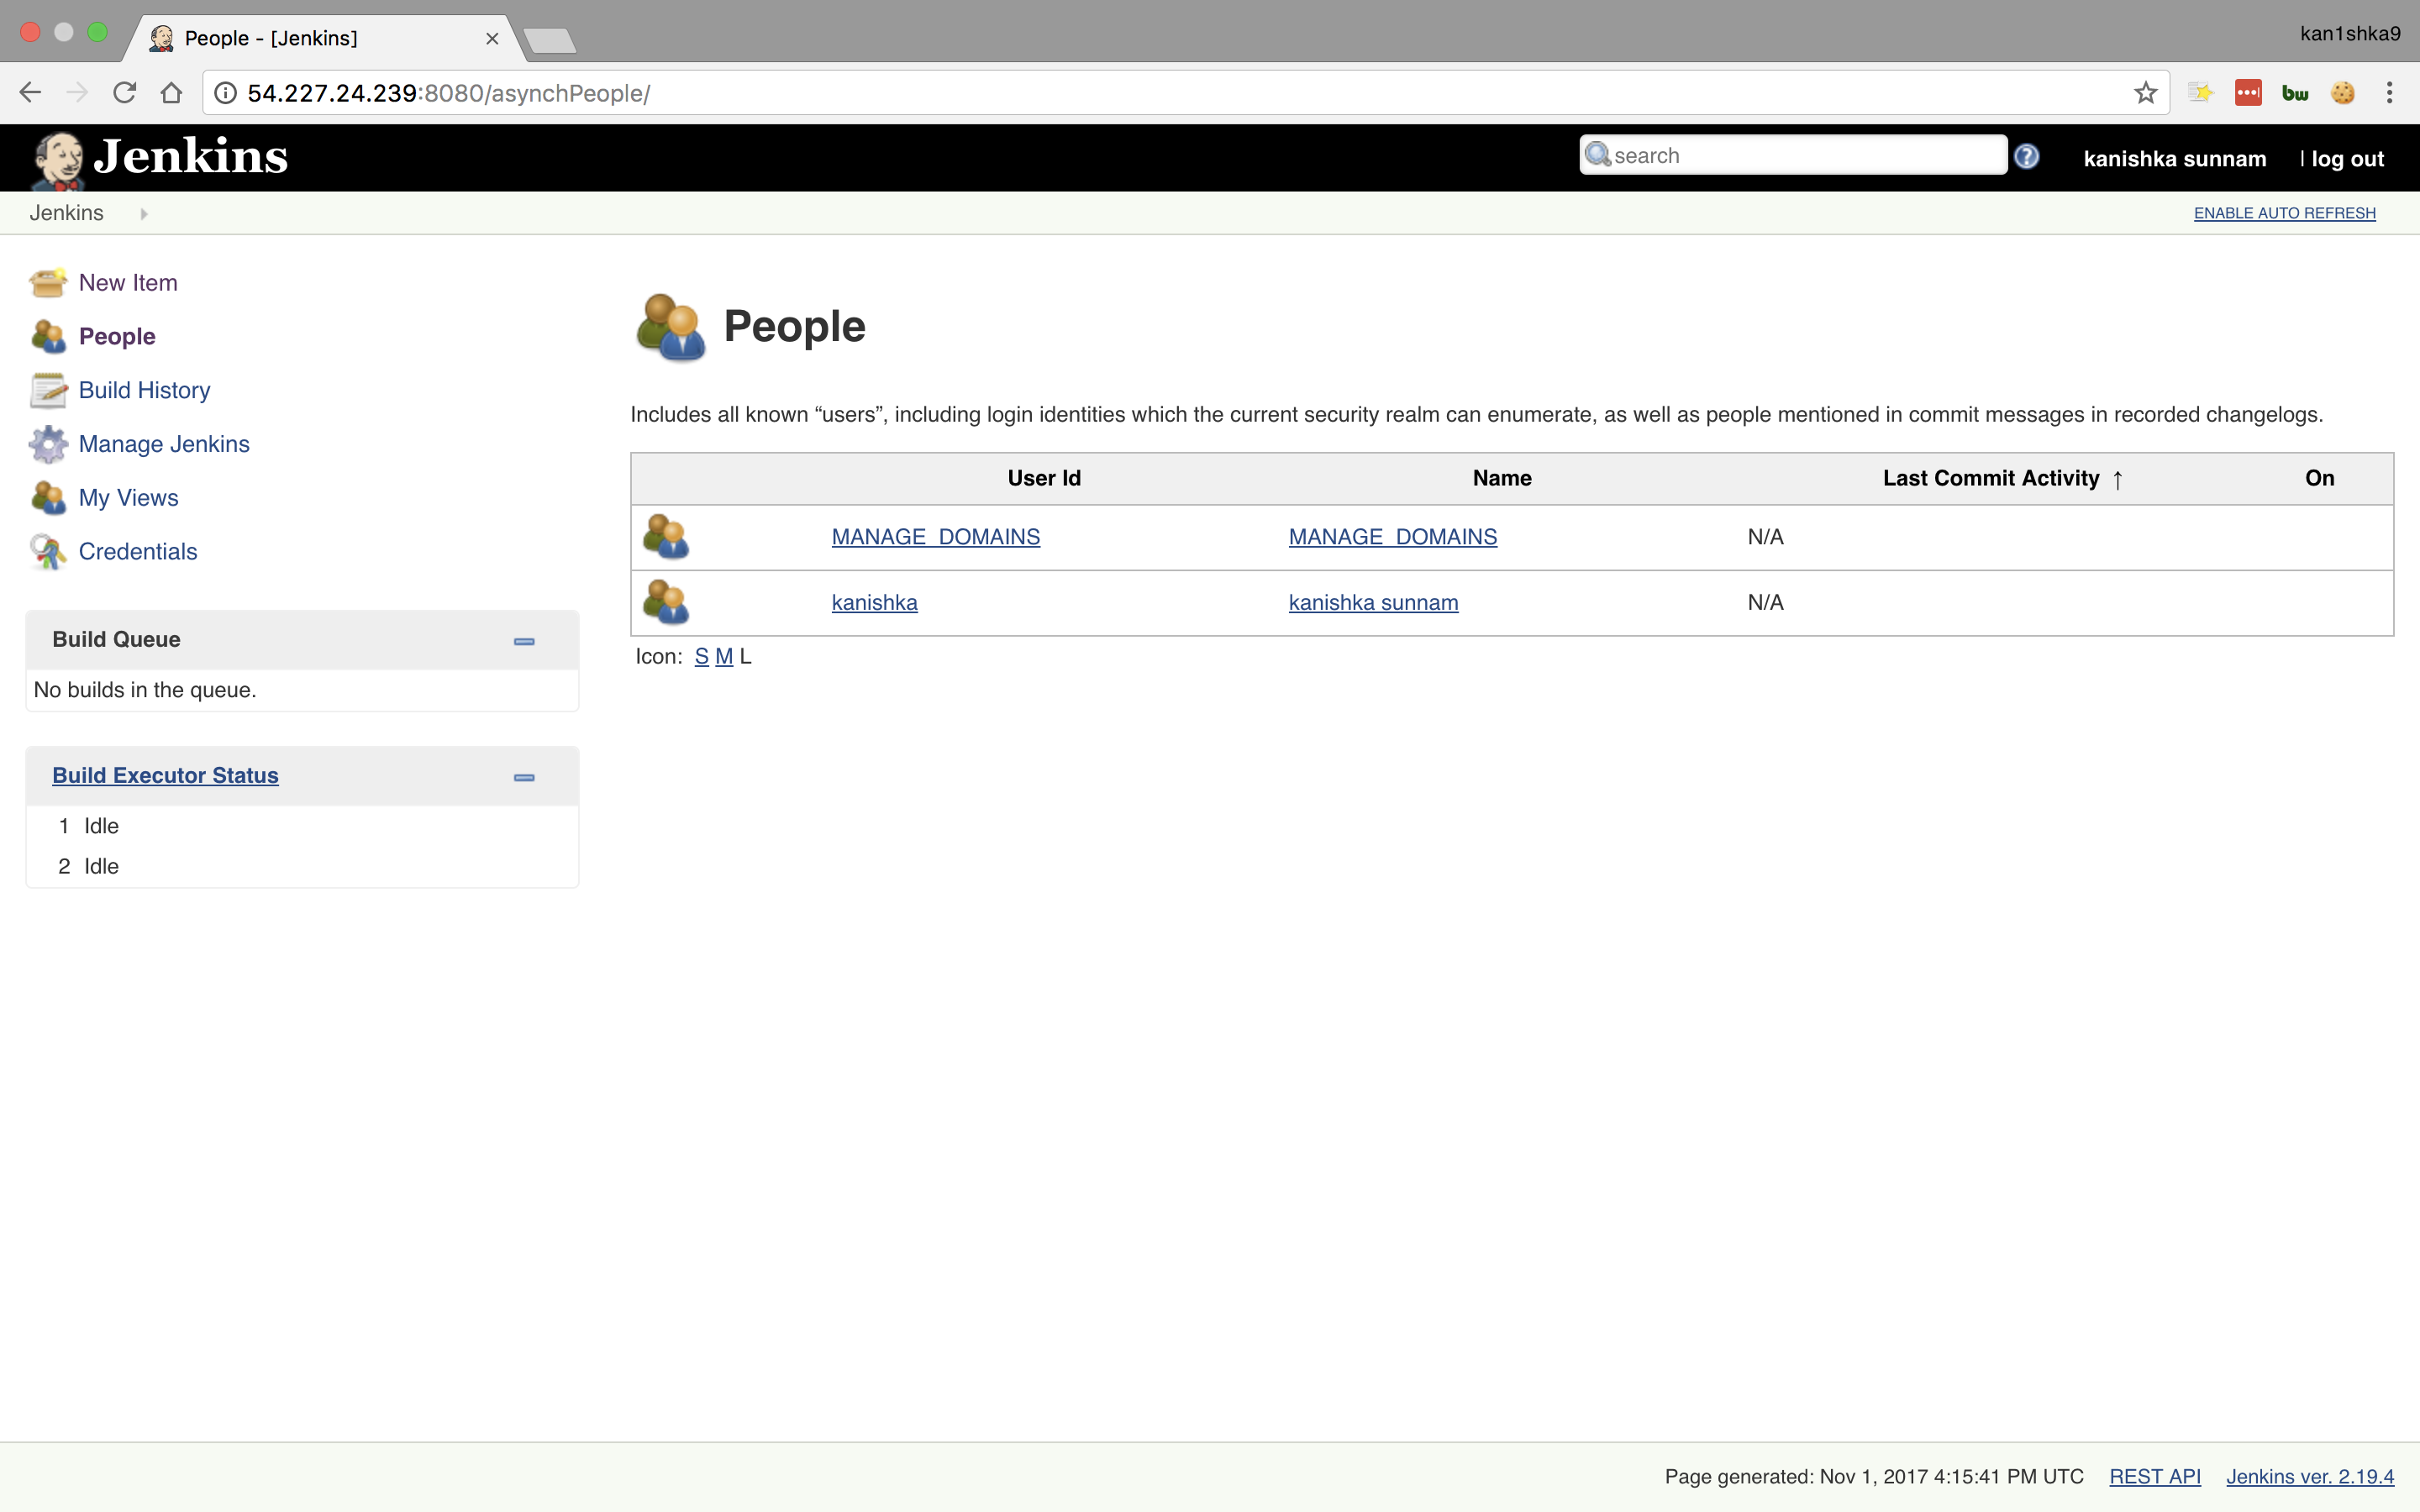 People - [Jenkins]
kan1shka9
54.227.24.239:8080/asynchPeople/
bw
Jenkins
search
kanishka sunnam | log out
Jenkins
ENABLE AUTO REFRESH
New Item
People
Build History
Manage Jenkins
My Views
Credentials
Build Queue
No builds in the queue.
Build Executor Status
1 Idle
2 Idle
People
Includes all known “users”, including login identities which the current security realm can enumerate, as well as people mentioned in commit messages in recorded changelogs.
User Id Name Last Commit Activity ↑ On
MANAGE_DOMAINS MANAGE_DOMAINS N/A
kanishka kanishka sunnam N/A
Icon: S M L
Page generated: Nov 1, 2017 4:15:41 PM UTC REST API Jenkins ver. 2.19.4